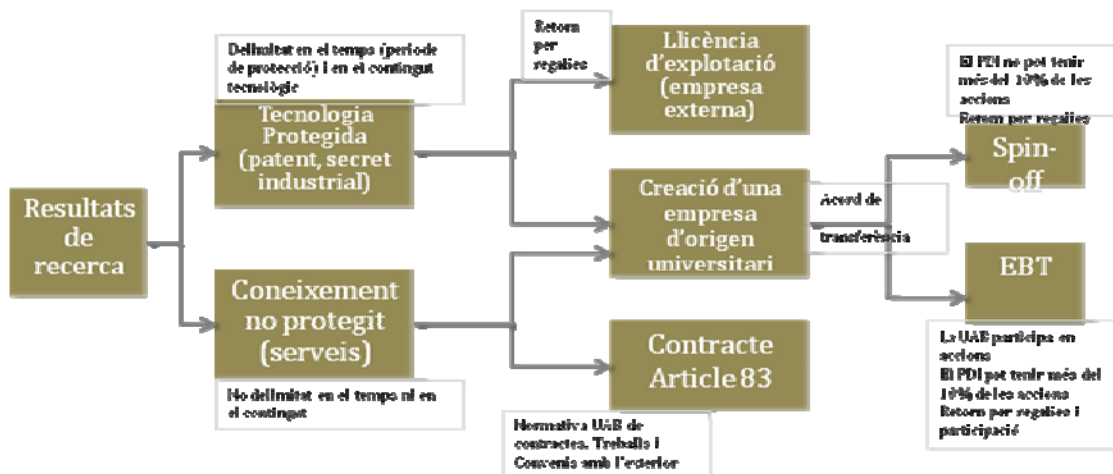 Resultats
de
recerca
Delimitat en el temps (període
de protecció) i en el contingut
tecnològic
Tecnologia
Protegida
(patent, secret
industrial)
Coneixement
no protegit
(serveis)
No delimitat en el temps ni en
el contingut
Retorn
per
regalies
Llicència
d'explotació
(empresa
externa)
Creació d'una
empresa
d'origen
universitari
Contracte
Article 83
Normativa UAB de
contractes, Treballs i
Convenis amb l'exterior
Acord de
transferència
El PDI no pot tenir
més del 10% de les
accions
Retorn per regalies
Spin-
off
EBT
La UAB participa en
accions
El PDI pot tenir més del
10% de les accions
Retorn per regalies i
participació